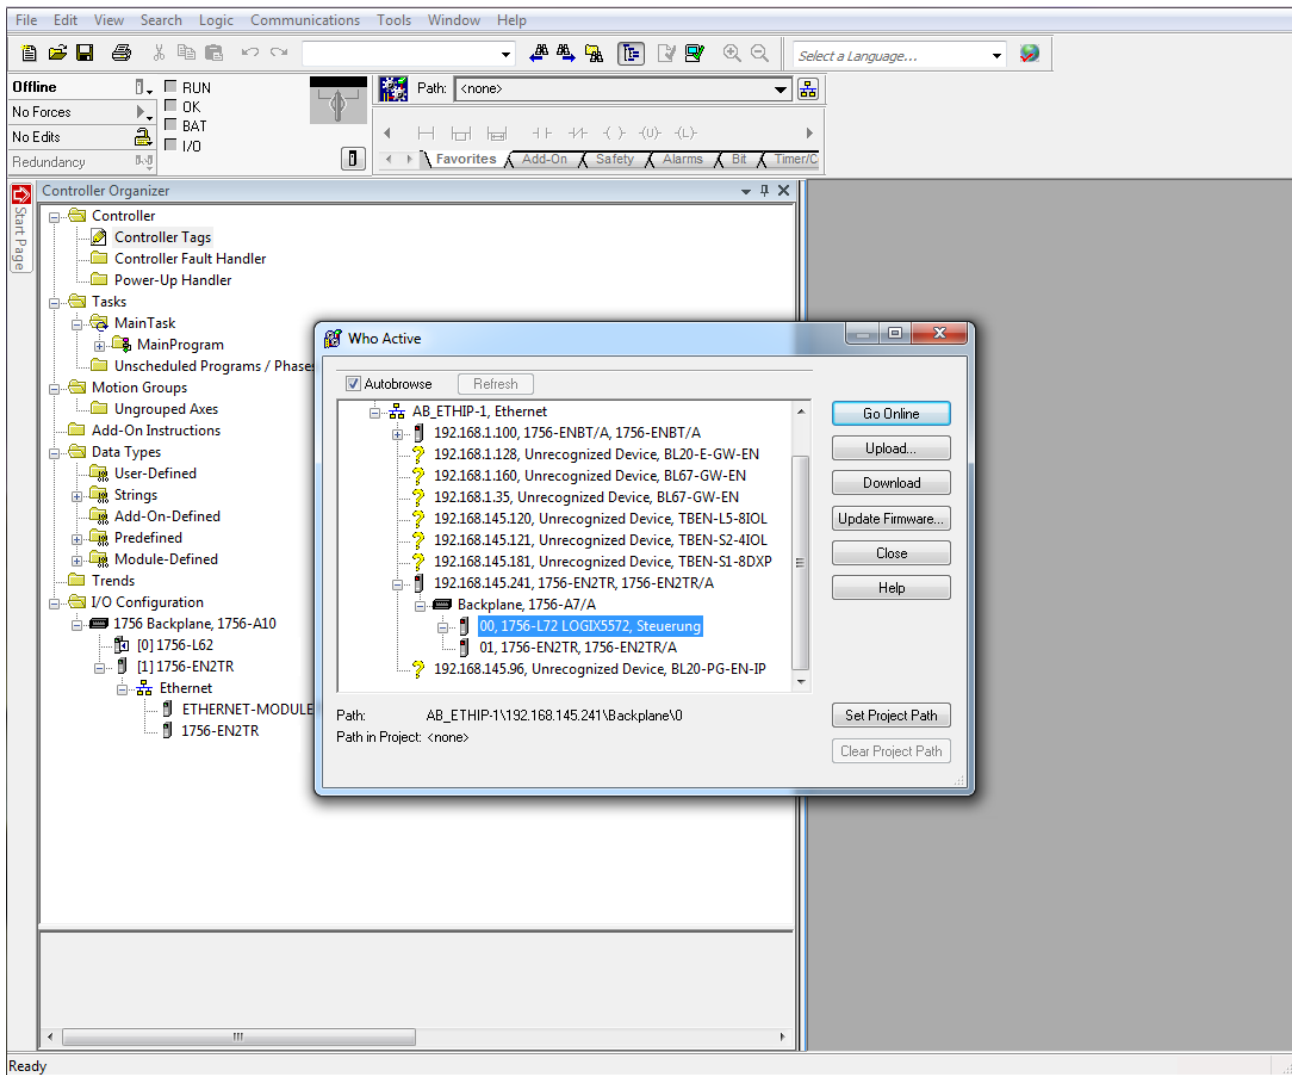 File Edit View Search Logic Communications Tools Window Help
Select a Language...
Offline
RUN
Path: <none>
No Forces
OK
BAT
No Edits
I/O
Redundancy
Favorites Add-On Safety Alarms Bit Timer/C
Start Page
Controller Organizer
Controller
Controller Tags
Controller Fault Handler
Power-Up Handler
Tasks
MainTask
MainProgram
Unscheduled Programs / Phases
Motion Groups
Ungrouped Axes
Add-On Instructions
Data Types
User-Defined
Strings
Add-On-Defined
Predefined
Module-Defined
Trends
I/O Configuration
1756 Backplane, 1756-A10
[0] 1756-L62
[1] 1756-EN2TR
Ethernet
ETHERNET-MODULE
1756-EN2TR
Who Active
Autobrowse Refresh
AB_ETHIP-1, Ethernet
192.168.1.100, 1756-ENBT/A, 1756-ENBT/A
192.168.1.128, Unrecognized Device, BL20-E-GW-EN
192.168.1.160, Unrecognized Device, BL67-GW-EN
192.168.1.35, Unrecognized Device, BL67-GW-EN
192.168.145.120, Unrecognized Device, TBEN-L5-8IOL
192.168.145.121, Unrecognized Device, TBEN-S2-4IOL
192.168.145.181, Unrecognized Device, TBEN-S1-8DXP
192.168.145.241, 1756-EN2TR, 1756-EN2TR/A
Backplane, 1756-A7/A
00, 1756-L72 LOGIX5572, Steuerung
01, 1756-EN2TR, 1756-EN2TR/A
192.168.145.96, Unrecognized Device, BL20-PG-EN-IP
Go Online
Upload...
Download
Update Firmware...
Close
Help
Path: AB_ETHIP-1\192.168.145.241\Backplane\0
Path in Project: <none>
Set Project Path
Clear Project Path
Ready